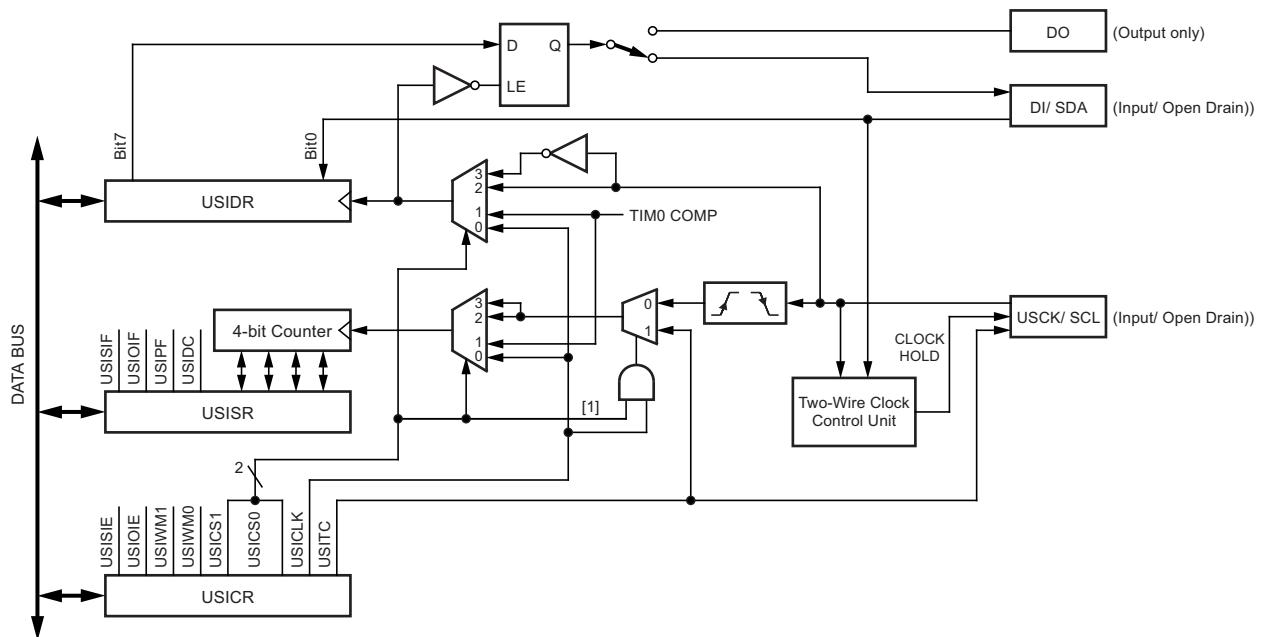 DO
(Output only)
D
Q
LE
DI/ SDA
(Input/ Open Drain))
Bit7
Bit0
3
2
1
0
USIDR
TIM0 COMP
DATA BUS
4-bit Counter
3
2
1
0
0
1
USCK/ SCL
(Input/ Open Drain))
CLOCK
HOLD
USISIF
USIOIF
USIPF
USIDC
USISR
[1]
Two-Wire Clock
Control Unit
2
USISIE
USIOIE
USIWM1
USIWM0
USICS1
USICS0
USICLK
USITC
USICR